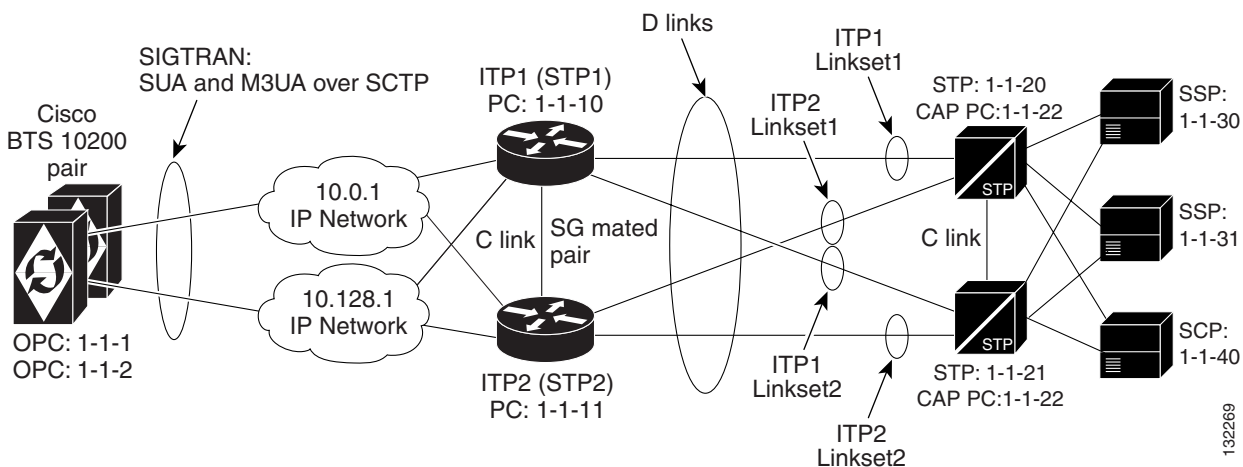 SIGTRAN:
SUA and M3UA over SCTP
Cisco
BTS 10200
pair
OPC: 1-1-1
OPC: 1-1-2
10.0.1
IP Network
10.128.1
IP Network
ITP1 (STP1)
PC: 1-1-10
C link
SG mated
pair
ITP2 (STP2)
PC: 1-1-11
D links
ITP2
Linkset1
ITP1
Linkset1
ITP1
Linkset2
ITP2
Linkset2
STP: 1-1-20
CAP PC:1-1-22
STP
C link
STP
STP: 1-1-21
CAP PC:1-1-22
SSP:
1-1-30
SSP:
1-1-31
SCP:
1-1-40
132269